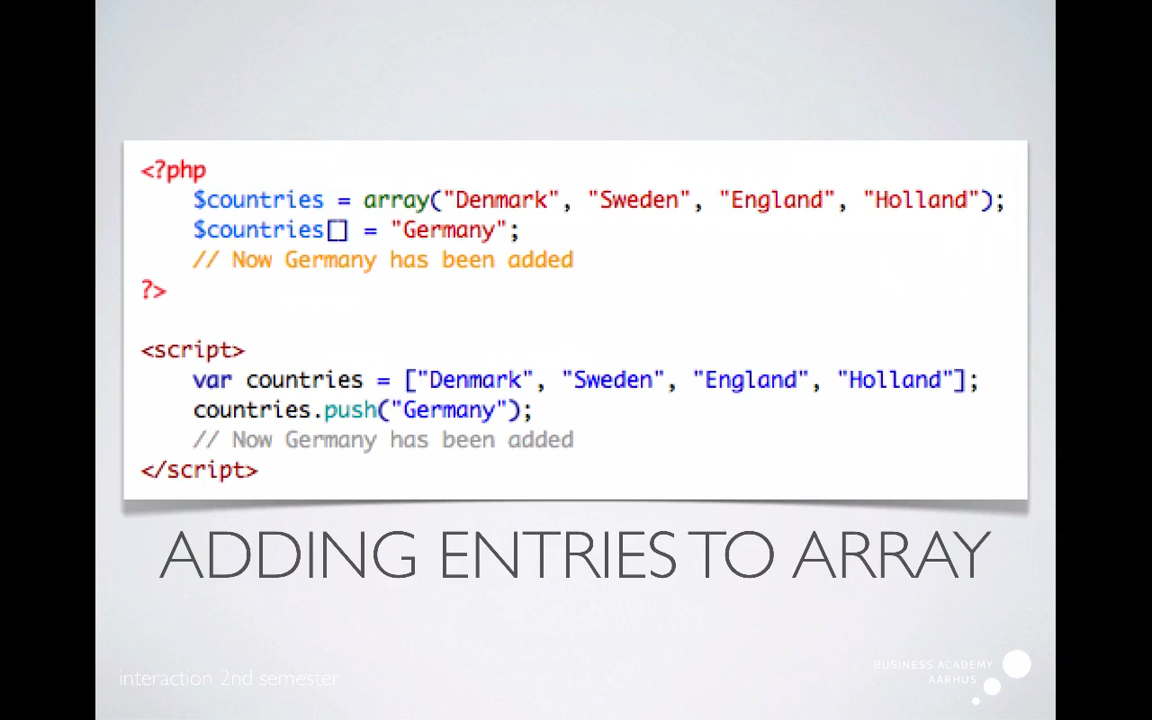 <?php
$countries = array("Denmark", "Sweden", "England", "Holland");
$countries[] = "Germany";
// Now Germany has been added
?>
<script>
var countries = ["Denmark", "Sweden", "England", "Holland"];
countries.push("Germany");
// Now Germany has been added
</script>
ADDING ENTRIES TO ARRAY
interaction 2nd semester
BUSINESS ACADEMY
AARHUS